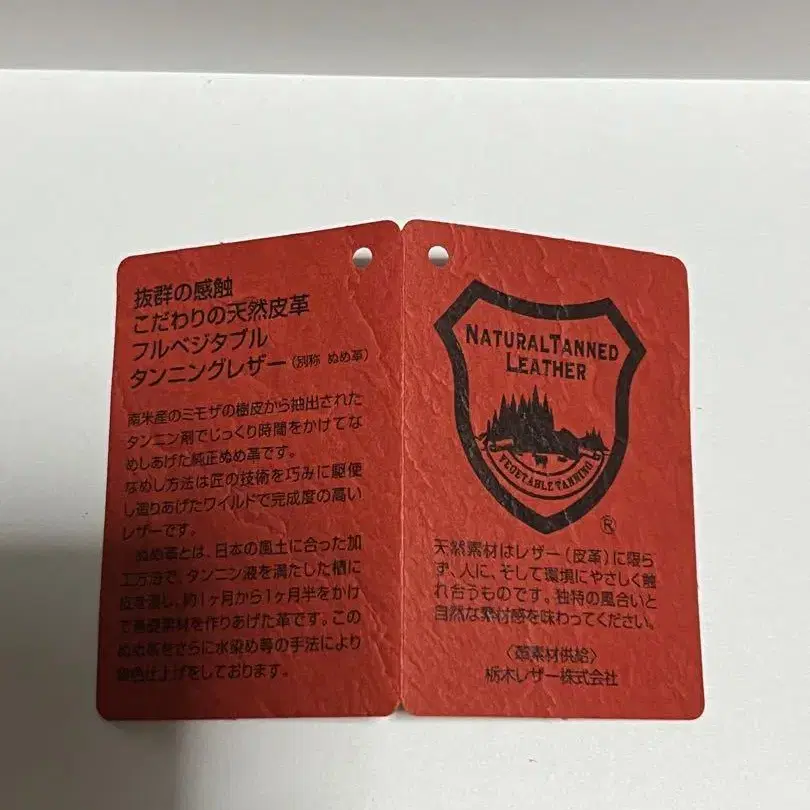 抜群の感触
こだわりの天然皮革
フルベジタブル
タンニングレザー(別称 ぬめ革)
南米産のミモザの樹皮から抽出された
タンニン剤でじっくり時間をかけてな
めしあげた純正ぬめ革です。
なめし方法は匠の技術を巧みに駆使
し造りあげたワイルドで完成度の高い
レザーです。
ぬめ革とは、日本の風土に合った加
工方法で、タンニン液を満たした槽に
皮を浸し、約1ヶ月から1ヶ月半をかけ
て基礎素材を作りあげた革です。この
ぬめ革をさらに水染め等の手法により
染色仕上げをしております。
NATURAL TANNED
LEATHER
VEGETABLE TANNING
®
天然素材はレザー(皮革)に限ら
ず、人に、そして環境にやさしく触
れ合うものです。独特の風合いと
自然な素材感を味わってください。
〈革素材供給〉
栃木レザー株式会社